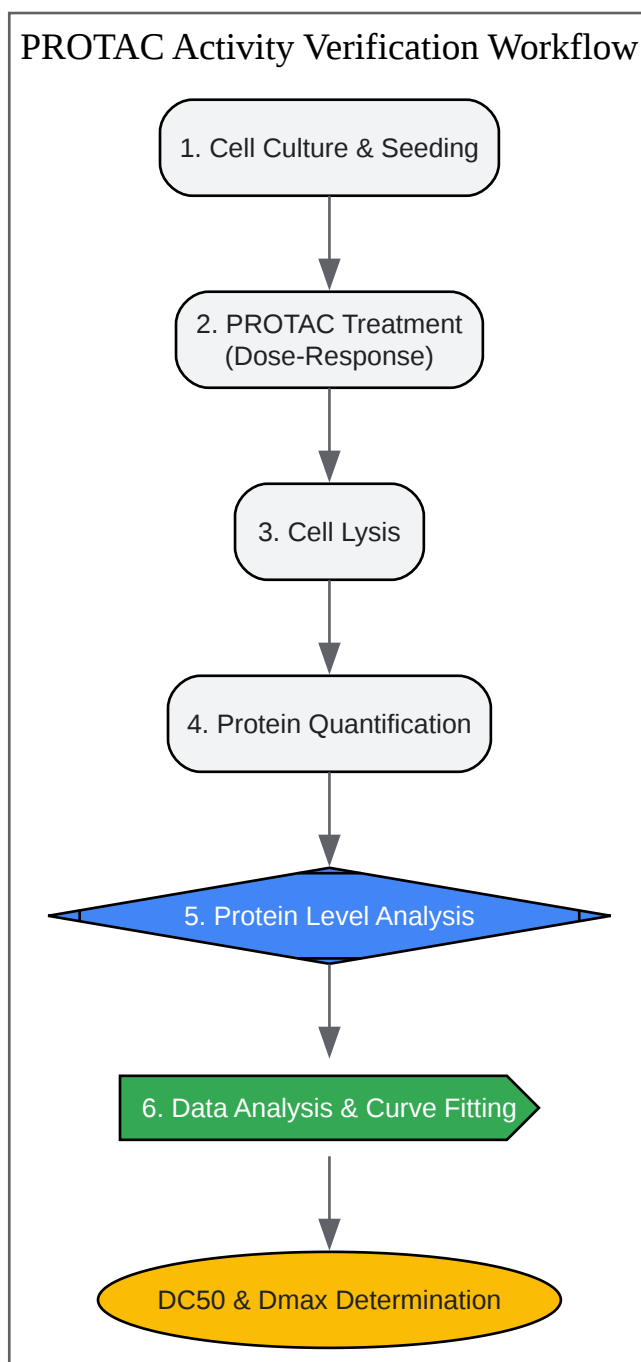 PROTAC Activity Verification Workflow
1. Cell Culture & Seeding
2. PROTAC Treatment
(Dose-Response)
3. Cell Lysis
4. Protein Quantification
5. Protein Level Analysis
6. Data Analysis & Curve Fitting
DC50 & Dmax Determination